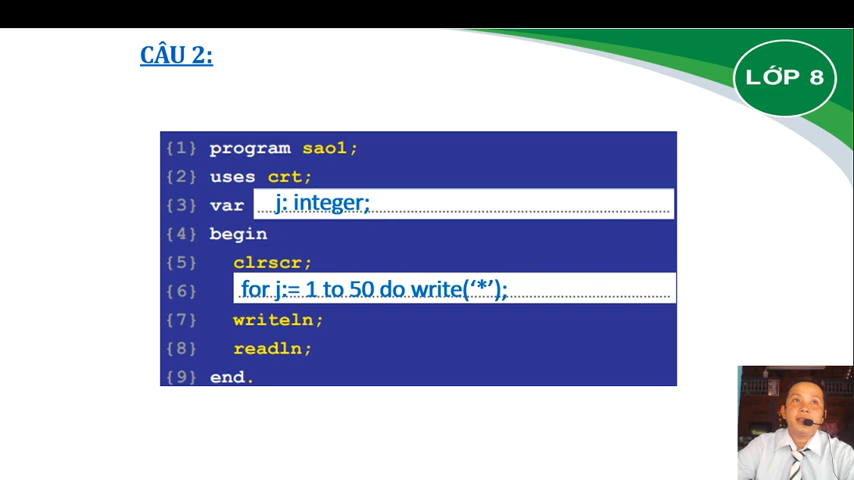 CÂU 2:
LỚP 8
{1} program sao1;
{2} uses crt;
{3} var j: integer;
{4} begin
{5} clrscr;
{6} for j:= 1 to 50 do write(‘*’);
{7} writeln;
{8} readln;
{9} end.